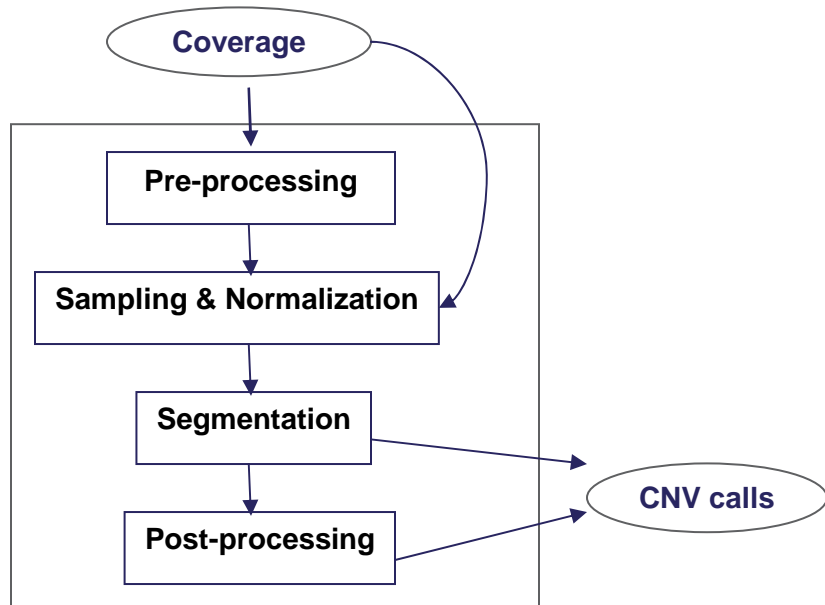 Coverage
Pre-processing
Sampling & Normalization
Segmentation
CNV calls
Post-processing